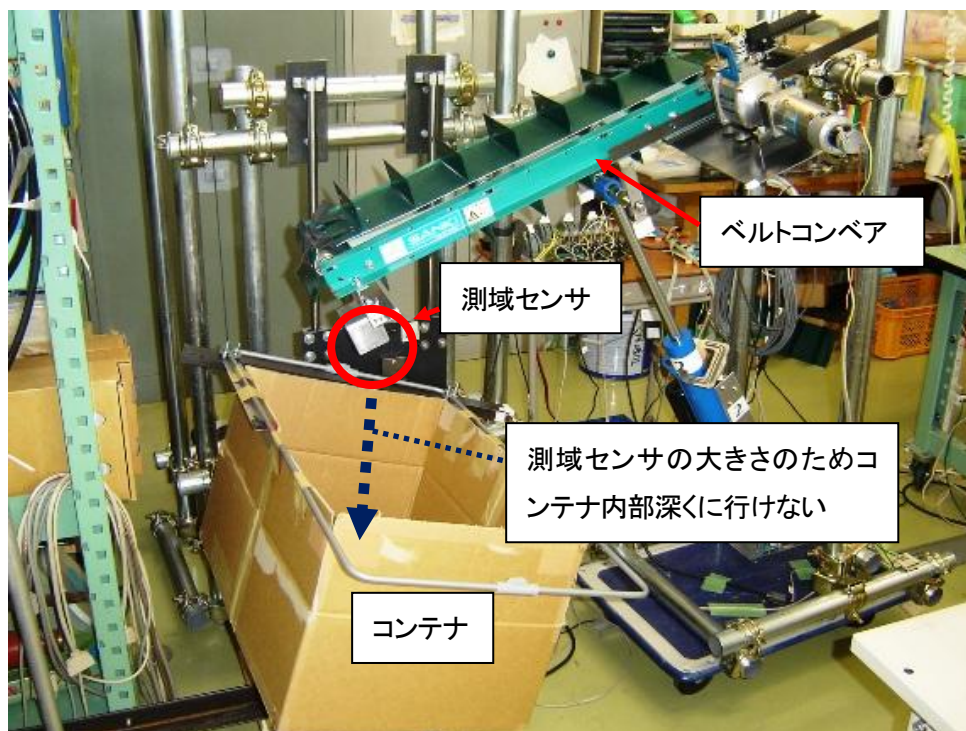 ベルトコンベア
測域センサ
測域センサの大きさのためコ
ンテナ内部深くに行けない
コンテナ